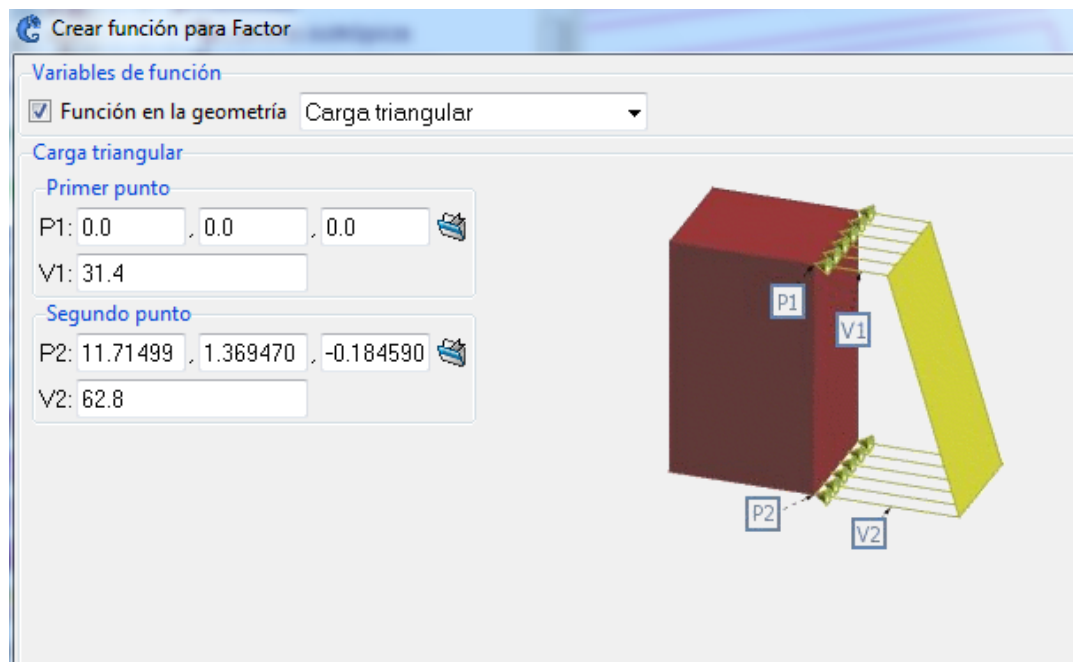 Crear función para Factor
Variables de función
Función en la geometría Carga triangular
Carga triangular
Primer punto
P1: 0.0 , 0.0 , 0.0
V1: 31.4
Segundo punto
P2: 11.71499 , 1.369470 , -0.184590
V2: 62.8
P1
V1
P2
V2